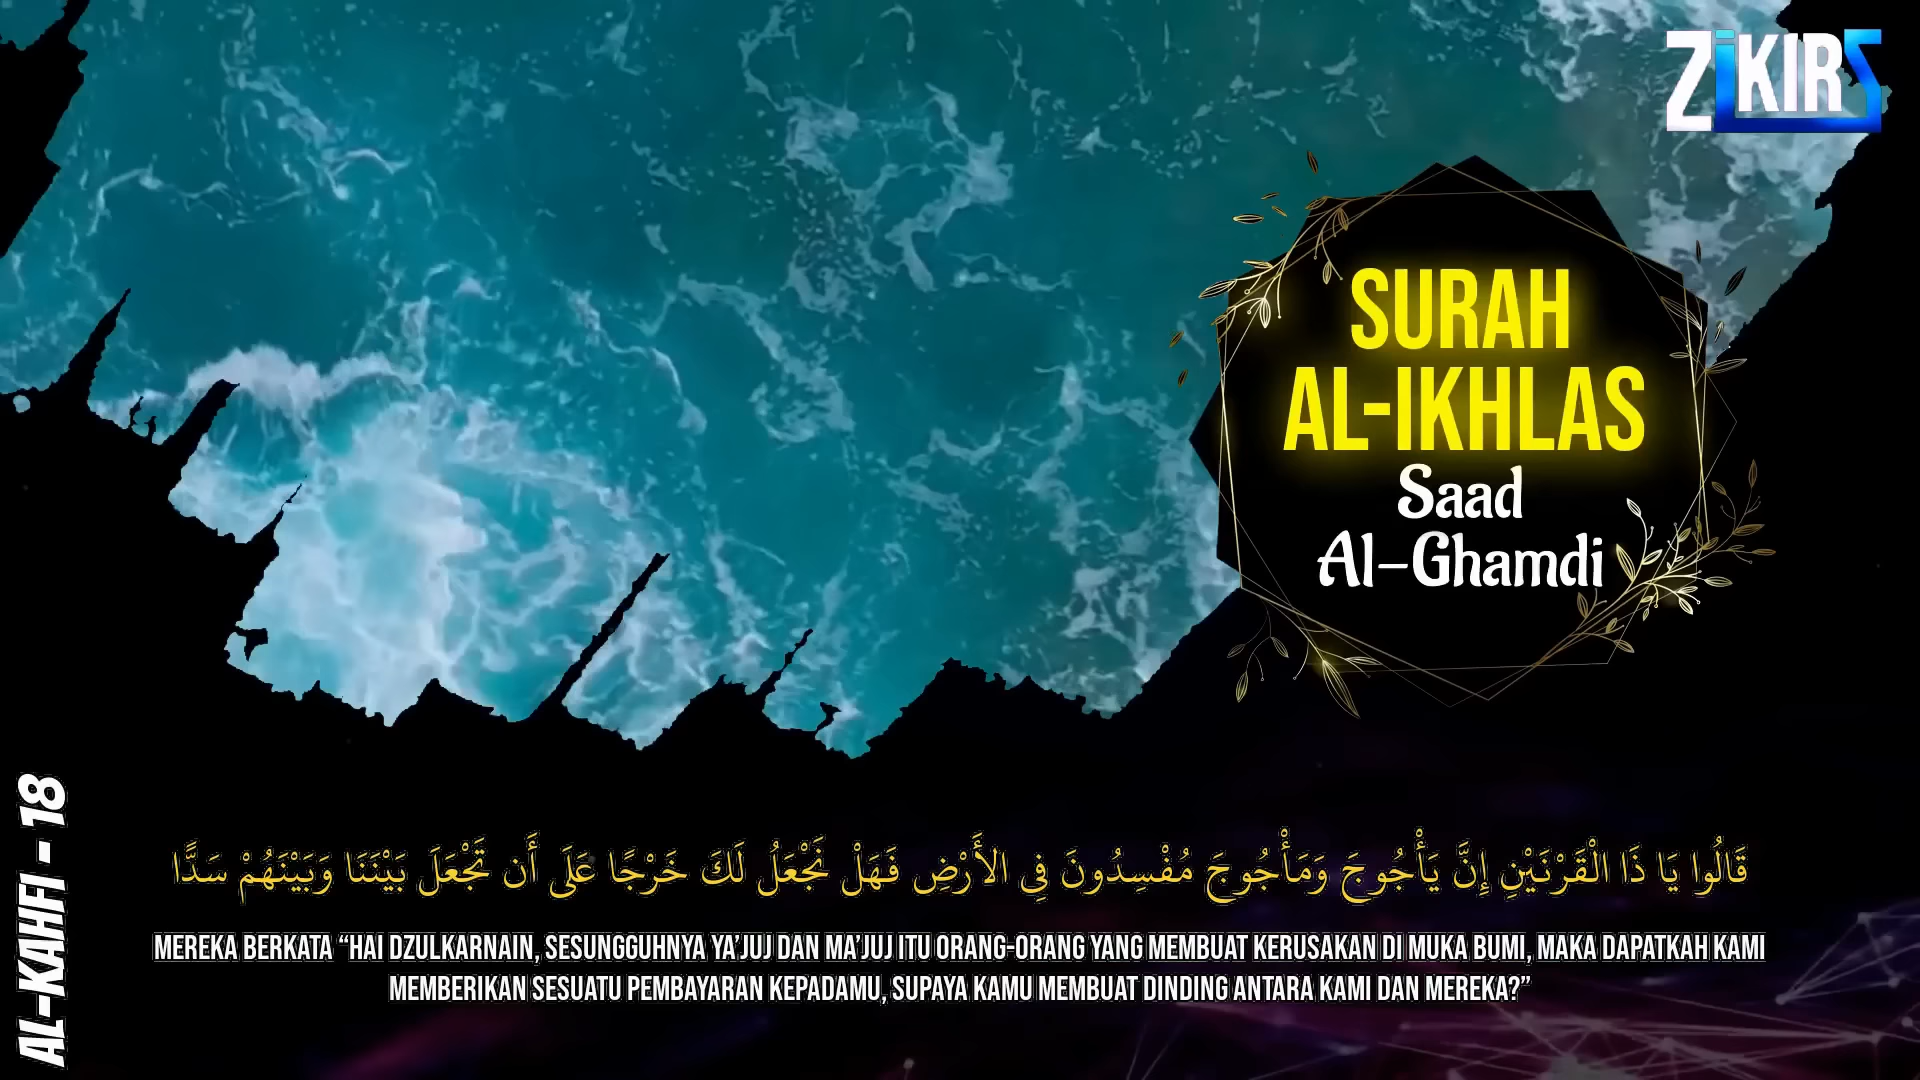 ZiKIRS
SURAH
AL-IKHLAS
Saad
Al-Ghamdi
قَالُوا يَا ذَا الْقَرْنَيْنِ إِنَّ يَأْجُوجَ وَمَأْجُوجَ مُفْسِدُونَ فِي الأَرْضِ فَهَلْ نَجْعَلُ لَكَ خَرْجًا عَلَى أَن تَجْعَلَ بَيْنَنَا وَبَيْنَهُمْ سَدًّا
MEREKA BERKATA “HAI DZULKARNAIN, SESUNGGUHNYA YA’JUJ DAN MA’JUJ ITU ORANG-ORANG YANG MEMBUAT KERUSAKAN DI MUKA BUMI, MAKA DAPATKAH KAMI
MEMBERIKAN SESUATU PEMBAYARAN KEPADAMU, SUPAYA KAMU MEMBUAT DINDING ANTARA KAMI DAN MEREKA?”
AL-KAHFI - 18